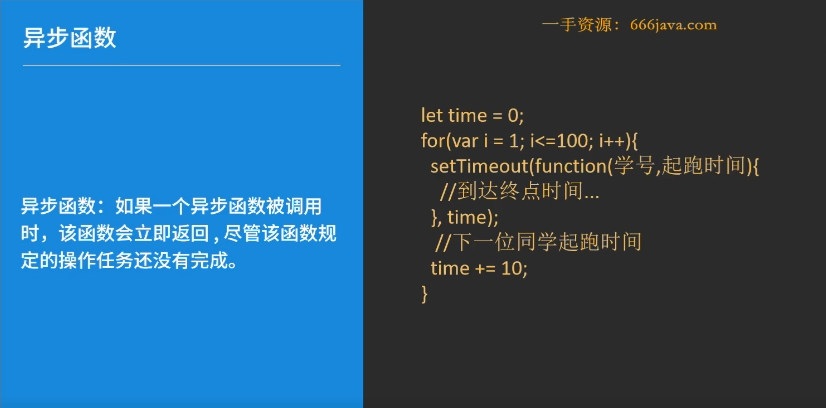 异步函数
一手资源：666java.com
异步函数：如果一个异步函数被调用
时，该函数会立即返回 , 尽管该函数规
定的操作任务还没有完成。
let time = 0;
for(var i = 1; i<=100; i++){
setTimeout(function(学号,起跑时间){
//到达终点时间...
}, time);
//下一位同学起跑时间
time += 10;
}